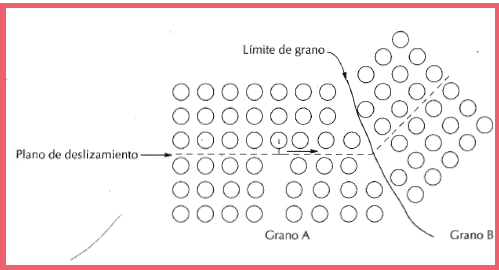 Límite de grano
Plano de deslizamiento
Grano A
Grano B